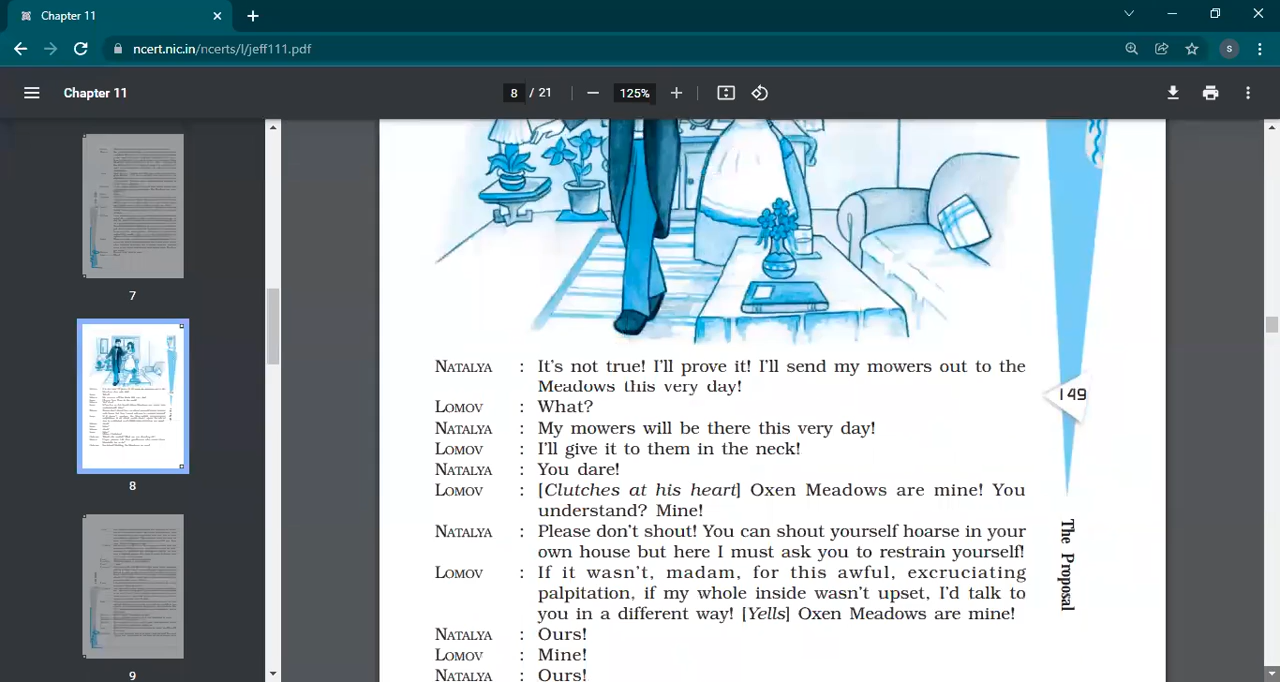 Chapter 11
ncert.nic.in/ncerts/l/jeff111.pdf
S
Chapter 11
8 / 21
125%
7
8
9
NATALYA : It's not true! I'll prove it! I'll send my mowers out to the
Meadows this very day!
LOMOV : What?
NATALYA : My mowers will be there this very day!
LOMOV : I'll give it to them in the neck!
NATALYA : You dare!
LOMOV : [Clutches at his heart] Oxen Meadows are mine! You
understand? Mine!
NATALYA : Please don't shout! You can shout yourself hoarse in your
own house but here I must ask you to restrain yourself!
LOMOV : If it wasn't, madam, for this awful, excruciating
palpitation, if my whole inside wasn't upset, I'd talk to
you in a different way! [Yells] Oxen Meadows are mine!
NATALYA : Ours!
LOMOV : Mine!
NATALYA : Ours!
149
The Proposal